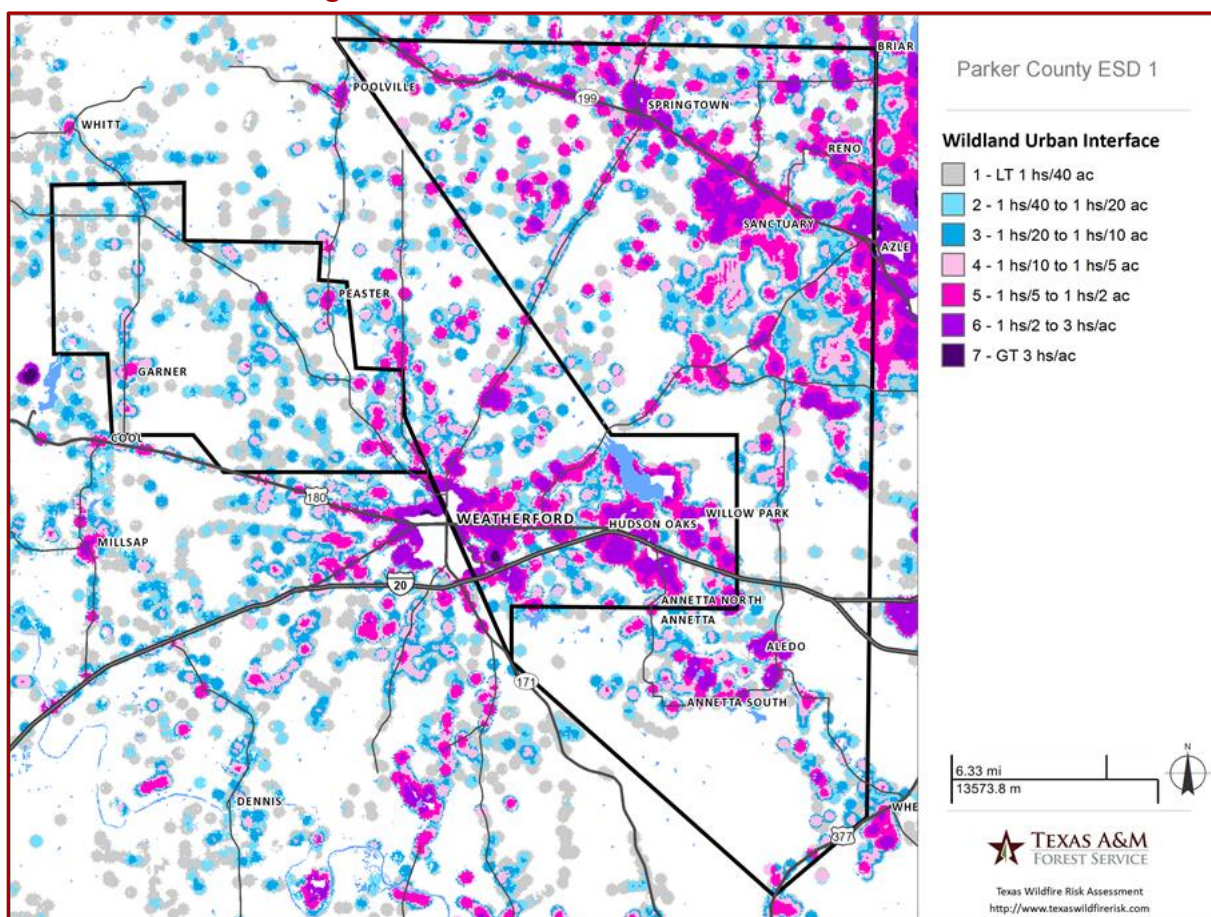 BRIAR
POOLVILLE
199
SPRINGTOWN
WHITT
RENO
SANCTUARY
AZLE
PEASTER
GARNER
COOL
180
WEATHERFORD
HUDSON OAKS
WILLOW PARK
MILLSAP
20
ANNETTA NORTH
ANNETTA
ALEDO
171
ANNETTA SOUTH
DENNIS
WHE
377
Parker County ESD 1
Wildland Urban Interface
1 - LT 1 hs/40 ac
2 - 1 hs/40 to 1 hs/20 ac
3 - 1 hs/20 to 1 hs/10 ac
4 - 1 hs/10 to 1 hs/5 ac
5 - 1 hs/5 to 1 hs/2 ac
6 - 1 hs/2 to 3 hs/ac
7 - GT 3 hs/ac
6.33 mi
13573.8 m
N
TEXAS A&M
FOREST SERVICE
Texas Wildfire Risk Assessment
http://www.texaswildfirerisk.com